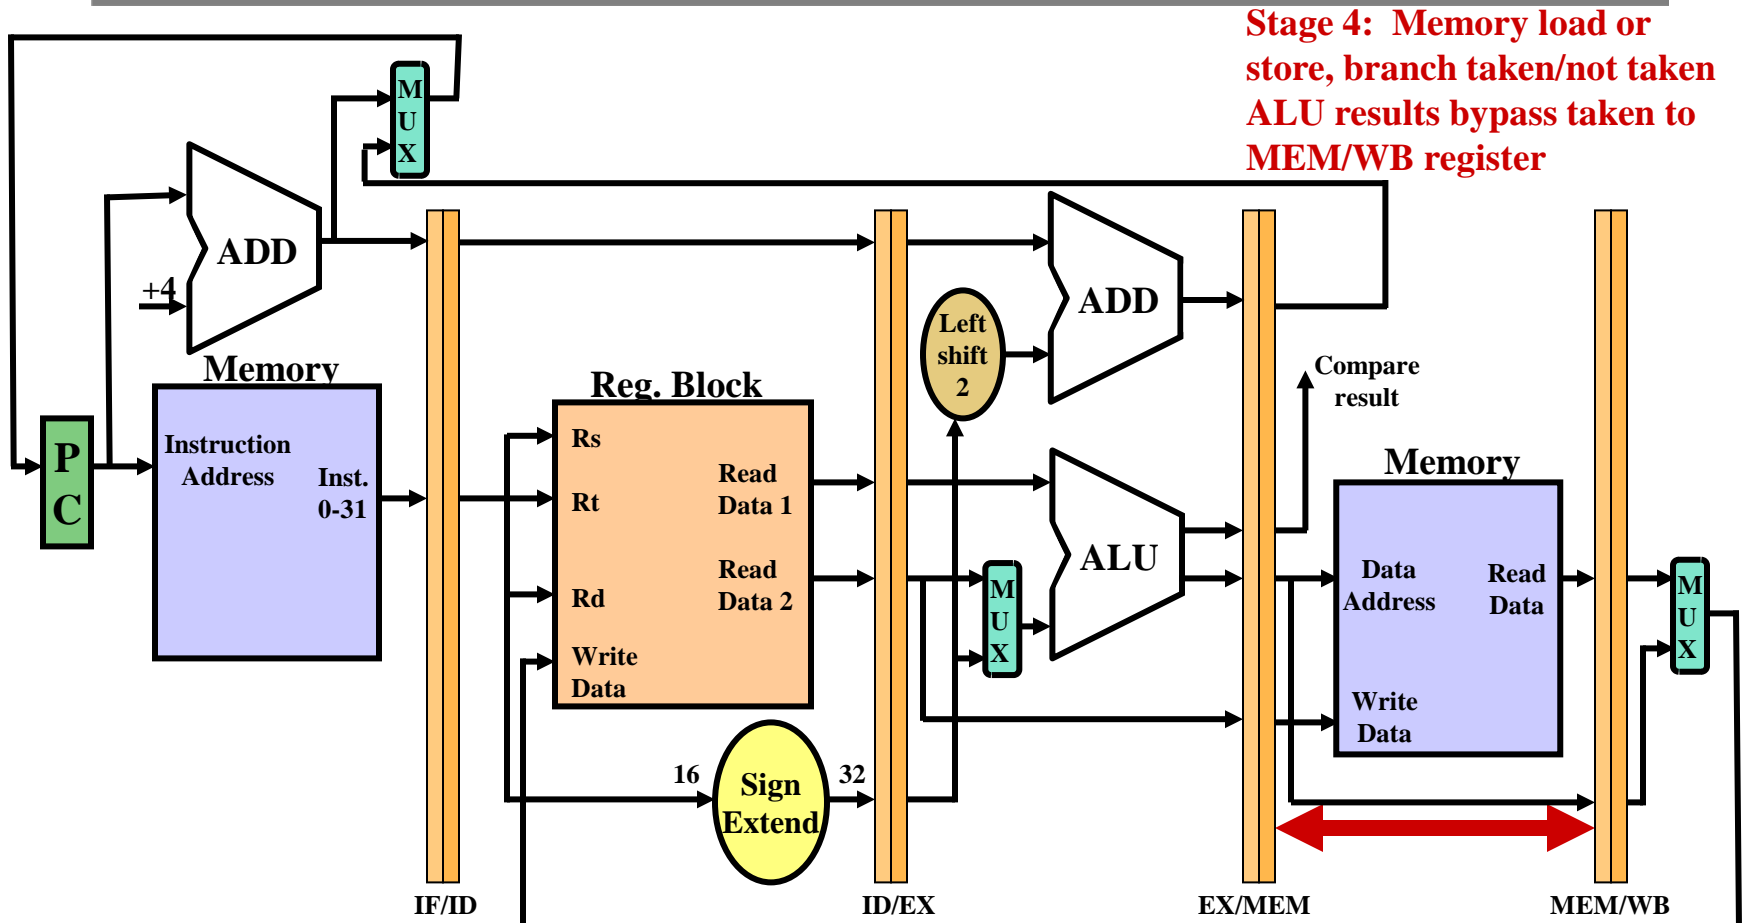 Stage 4: Memory load or
store, branch taken/not taken
ALU results bypass taken to
MEM/WB register
M
U
X
ADD
+4
ADD
Left
shift
2
Memory
Reg. Block
Compare
result
P
C
Instruction
Address
Inst.
0-31
Rs
Rt
Rd
Write
Data
Read
Data 1
Read
Data 2
M
U
X
ALU
Memory
Data
Address
Read
Data
Write
Data
M
U
X
16
Sign
Extend
32
IF/ID
ID/EX
EX/MEM
MEM/WB